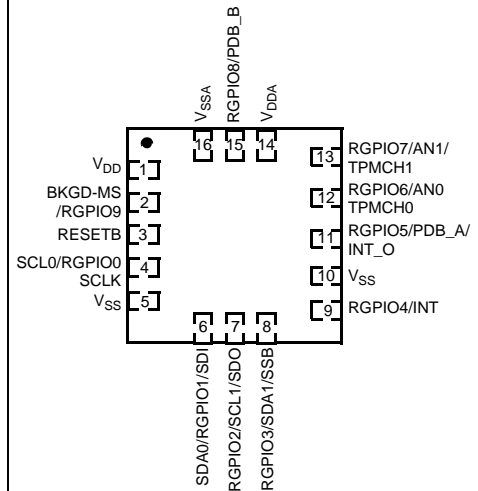 VSSA
RGPIO8/PDB_B
VDDA
16
15
14
VDD
1
BKGD-MS
/RGPIO9
2
RESETB
3
SCL0/RGPIO0
SCLK
4
VSS
5
13
RGPIO7/AN1/
TPMCH1
12
RGPIO6/AN0
TPMCH0
11
RGPIO5/PDB_A/
INT_O
10
VSS
9
RGPIO4/INT
6
7
8
SDA0/RGPIO1/SDI
RGPIO2/SCL1/SDO
RGPIO3/SDA1/SSB